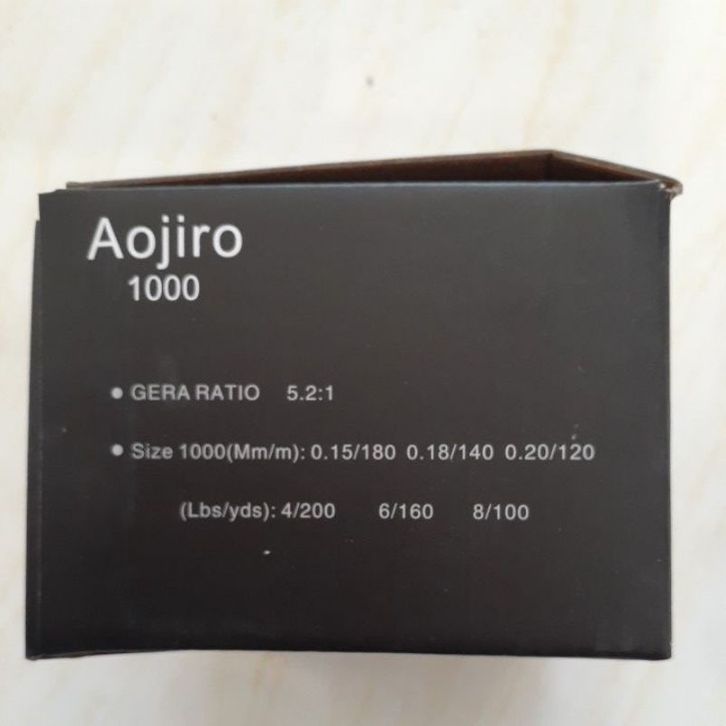 Aojiro
1000
• GERA RATIO 5.2:1
• Size 1000(Mm/m): 0.15/180 0.18/140 0.20/120
(Lbs/yds): 4/200 6/160 8/100